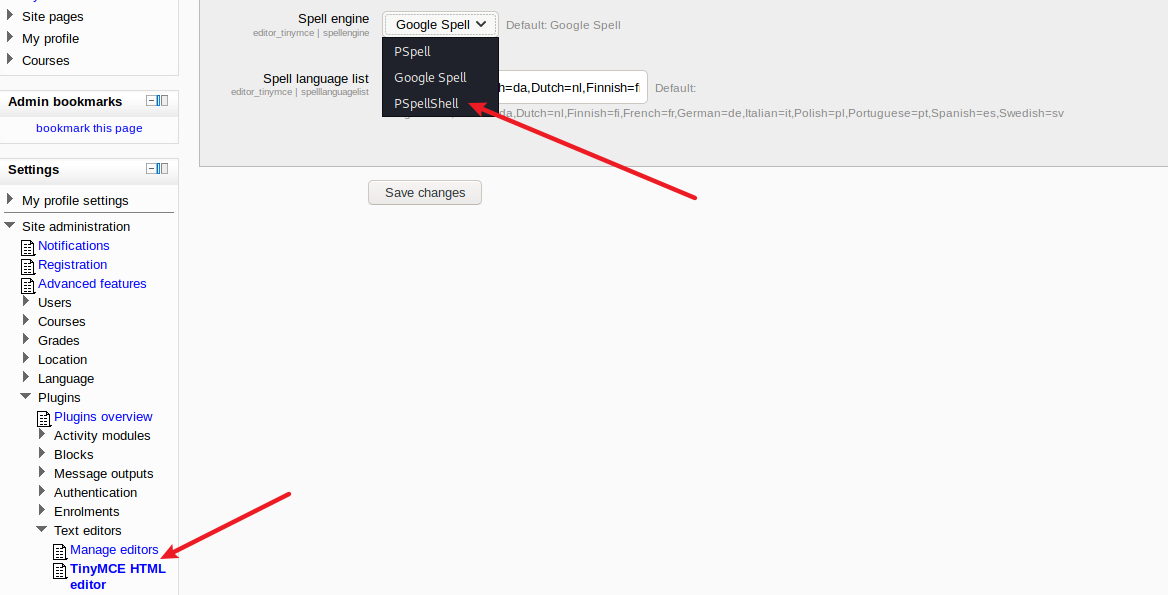 Site pages
My profile
Courses
Admin bookmarks
bookmark this page
Settings
My profile settings
Site administration
Notifications
Registration
Advanced features
Users
Courses
Grades
Location
Language
Plugins
Plugins overview
Activity modules
Blocks
Message outputs
Authentication
Enrolments
Text editors
Manage editors
TinyMCE HTML
editor
Spell engine
editor_tinymce | spellengine
Google Spell
Default: Google Spell
PSpell
Google Spell
PSpellShell
Spell language list
editor_tinymce | spelllanguagelist
h=da,Dutch=nl,Finnish=f
Default:
da,Dutch=nl,Finnish=fi,French=fr,German=de,Italian=it,Polish=pl,Portuguese=pt,Spanish=es,Swedish=sv
Save changes